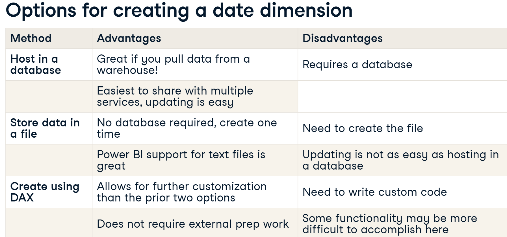 Options for creating a date dimension
Method Advantages Disadvantages
Host in a database Great if you pull data from a warehouse! Requires a database
Easiest to share with multiple services, updating is easy
Store data in a file No database required, create one time Need to create the file
Power BI support for text files is great Updating is not as easy as hosting in a database
Create using DAX Allows for further customization than the prior two options Need to write custom code
Does not require external prep work Some functionality may be more difficult to accomplish here